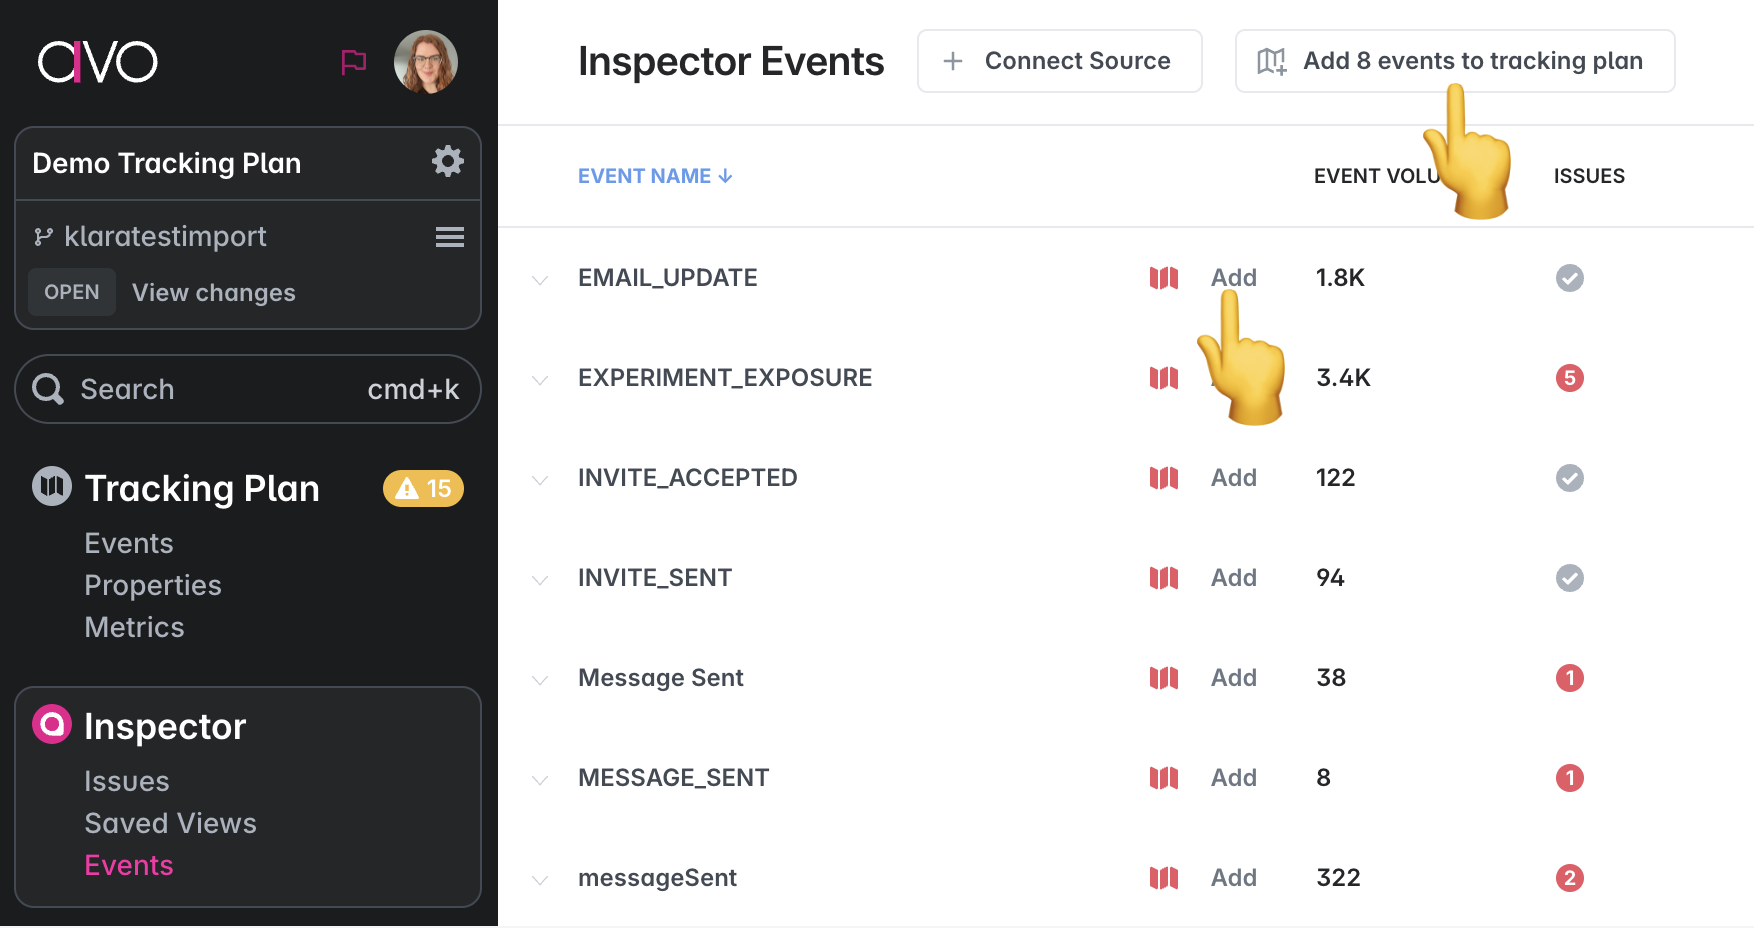 avo
Demo Tracking Plan
klaratestimport
OPEN View changes
Search cmd+k
Tracking Plan 15
Events
Properties
Metrics
Inspector
Issues
Saved Views
Events
Inspector Events
+ Connect Source
Add 8 events to tracking plan
EVENT NAME ↓ EVENT VOLU ISSUES
EMAIL_UPDATE Add 1.8K
EXPERIMENT_EXPOSURE 3.4K 5
INVITE_ACCEPTED Add 122
INVITE_SENT Add 94
Message Sent Add 38 1
MESSAGE_SENT Add 8 1
messageSent Add 322 2